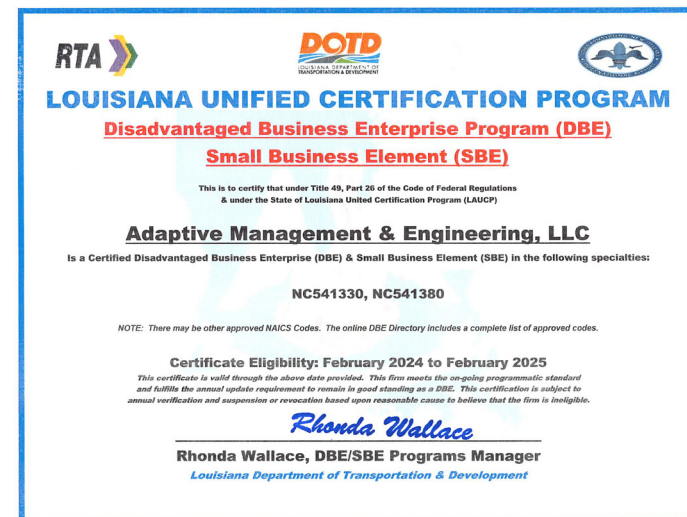 RTA
DOTD
LOUISIANA DEPARTMENT OF
TRANSPORTATION & DEVELOPMENT
LOUISIANA UNIFIED CERTIFICATION PROGRAM
Disadvantaged Business Enterprise Program (DBE)
Small Business Element (SBE)
This is to certify that under Title 49, Part 26 of the Code of Federal Regulations
& under the State of Louisiana United Certification Program (LAUCP)
Adaptive Management & Engineering, LLC
Is a Certified Disadvantaged Business Enterprise (DBE) & Small Business Element (SBE) in the following specialties:
NC541330, NC541380
NOTE: There may be other approved NAICS Codes. The online DBE Directory includes a complete list of approved codes.
Certificate Eligibility: February 2024 to February 2025
This certificate is valid through the above date provided. This firm meets the on-going programmatic standard
and fulfills the annual update requirement to remain in good standing as a DBE. This certification is subject to
annual verification and suspension or revocation based upon reasonable cause to believe that the firm is ineligible.
Rhonda Wallace
Rhonda Wallace, DBE/SBE Programs Manager
Louisiana Department of Transportation & Development